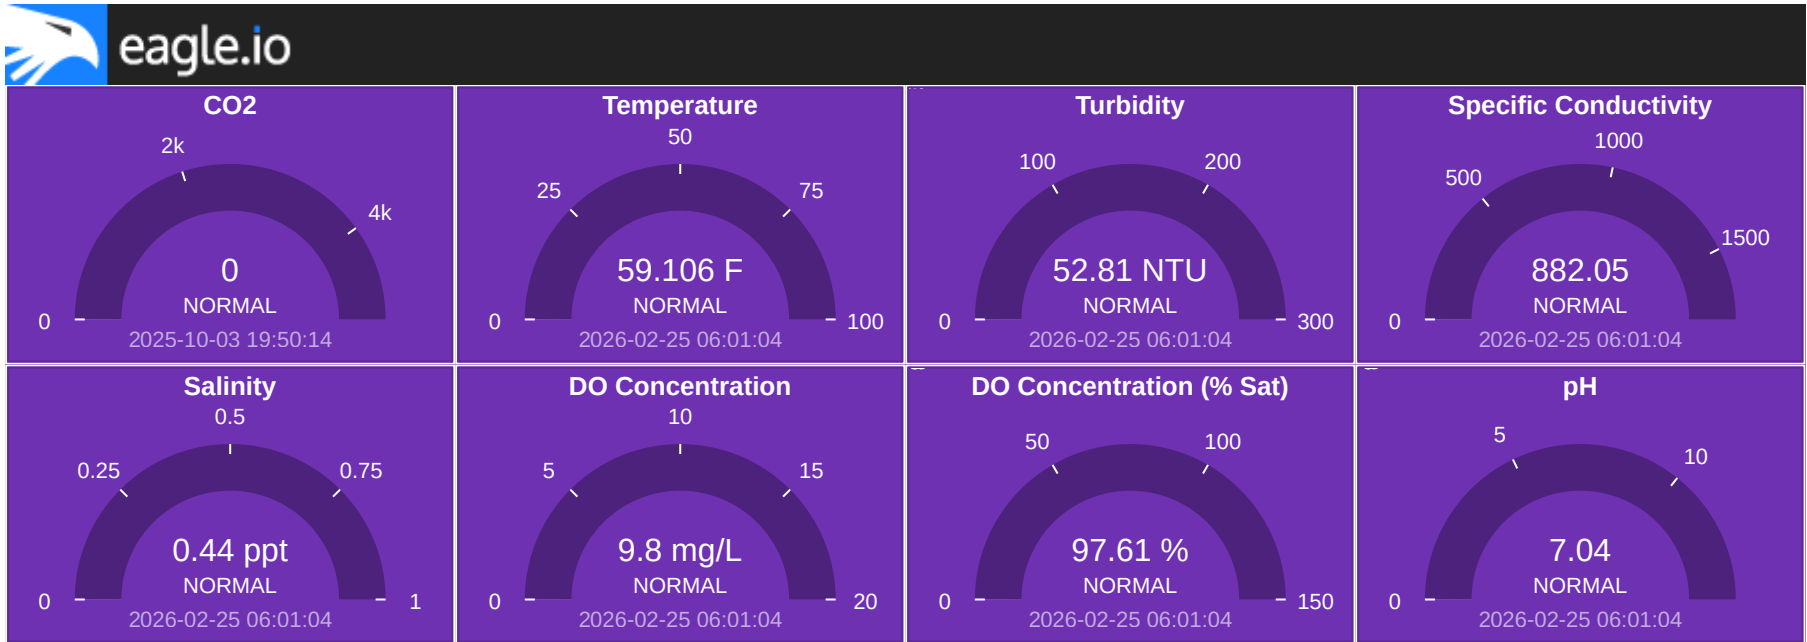 eagle.io
CO2
2k
4k
0
0
NORMAL
2025-10-03 19:50:14
Temperature
50
25
75
59.106 F
NORMAL
0
100
2026-02-25 06:01:04
Turbidity
100
200
52.81 NTU
NORMAL
0
300
2026-02-25 06:01:04
Specific Conductivity
1000
500
1500
882.05
NORMAL
0
2026-02-25 06:01:04
Salinity
0.5
0.25
0.75
0.44 ppt
NORMAL
0
1
2026-02-25 06:01:04
DO Concentration
10
5
15
9.8 mg/L
NORMAL
0
20
2026-02-25 06:01:04
DO Concentration (% Sat)
50
100
97.61 %
NORMAL
0
150
2026-02-25 06:01:04
pH
5
10
7.04
NORMAL
0
2026-02-25 06:01:04